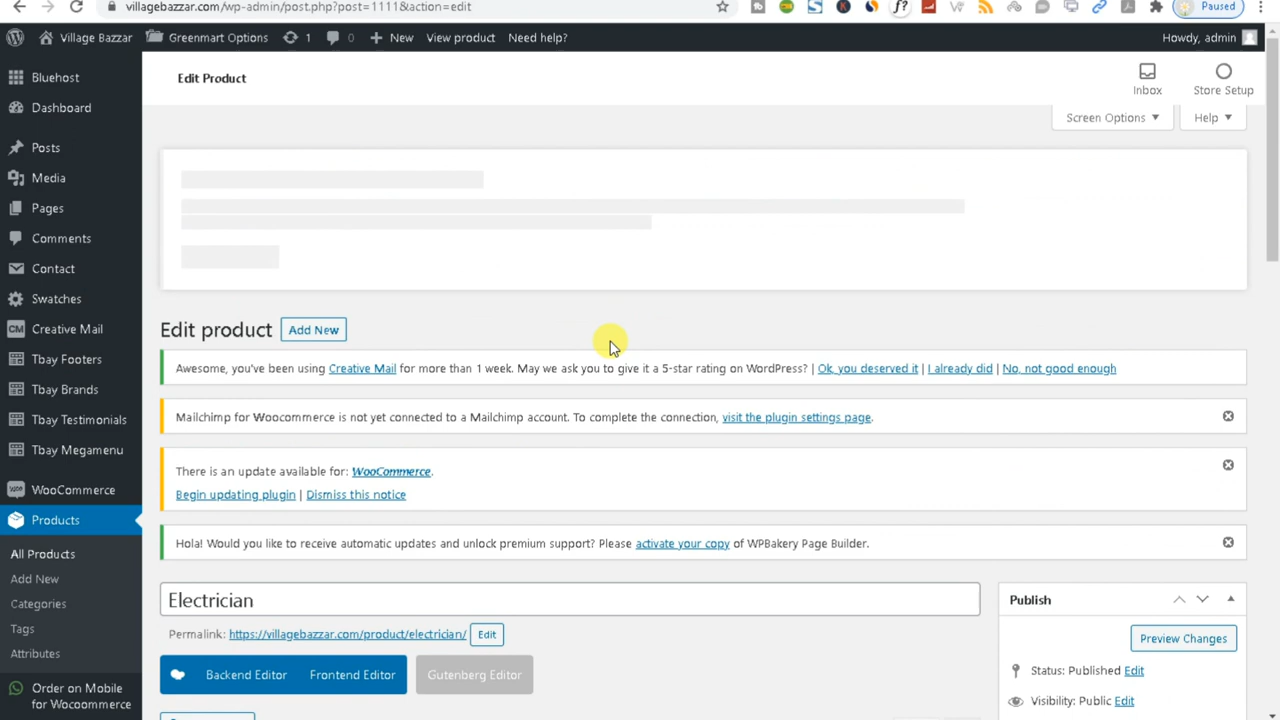 villagebazzar.com/wp-admin/post.php?post=1111&action=edit
Paused
Village Bazzar
Greenmart Options
1
0
New
View product
Need help?
Howdy, admin
Bluehost
Dashboard
Posts
Media
Pages
Comments
Contact
Swatches
CM Creative Mail
Tbay Footers
Tbay Brands
Tbay Testimonials
Tbay Megamenu
WooCommerce
Products
All Products
Add New
Categories
Tags
Attributes
Order on Mobile
for Wocoommerce
Edit Product
Inbox
Store Setup
Screen Options ▼
Help ▼
Edit product
Add New
Awesome, you've been using Creative Mail for more than 1 week. May we ask you to give it a 5-star rating on WordPress? | Ok, you deserved it | I already did | No, not good enough
Mailchimp for Woocommerce is not yet connected to a Mailchimp account. To complete the connection, visit the plugin settings page.
There is an update available for: WooCommerce.
Begin updating plugin | Dismiss this notice
Hola! Would you like to receive automatic updates and unlock premium support? Please activate your copy of WPBakery Page Builder.
Electrician
Permalink: https://villagebazzar.com/product/electrician/ Edit
Backend Editor
Frontend Editor
Gutenberg Editor
Publish
Preview Changes
Status: Published Edit
Visibility: Public Edit